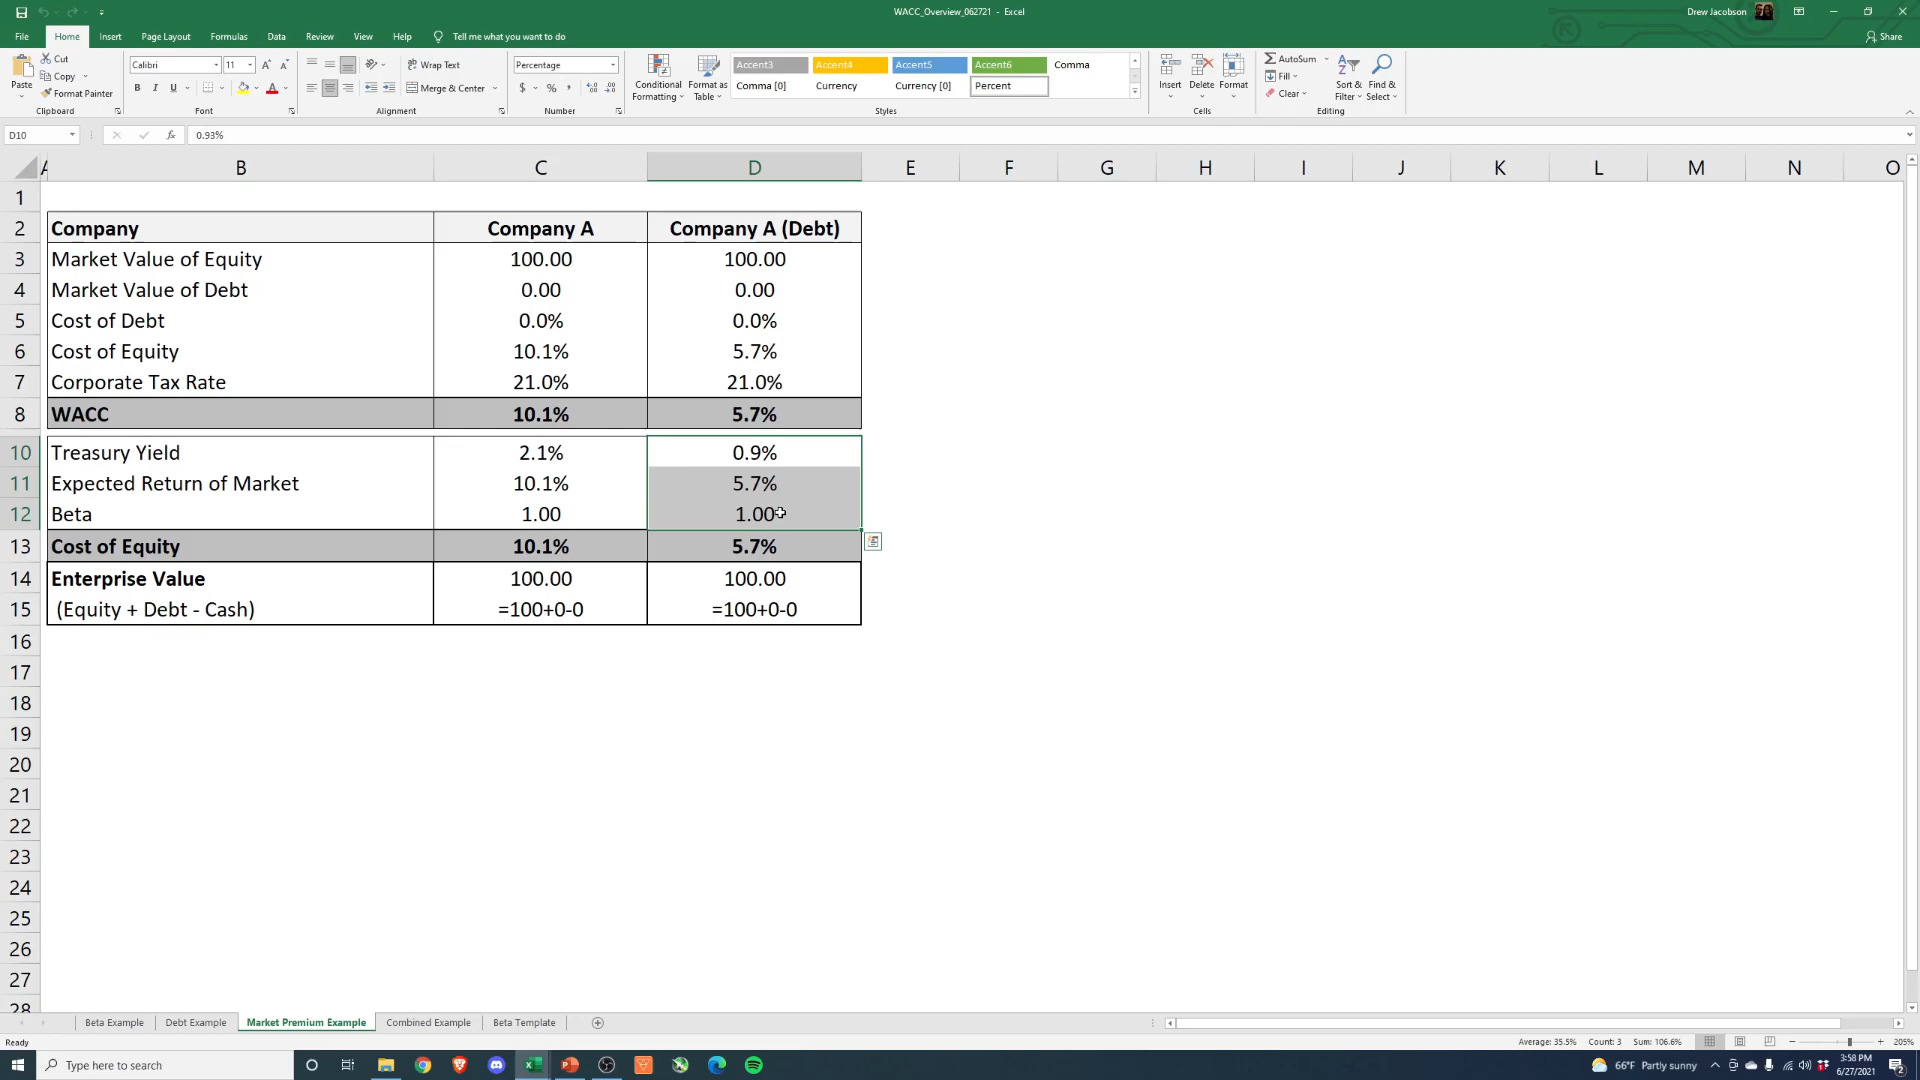 WACC_Overview_062721 - Excel
Drew Jacobson
File Home Insert Page Layout Formulas Data Review View Help Tell me what you want to do
Share
Paste
Cut
Copy
Format Painter
Clipboard
Calibri 11
B I U
Font
Wrap Text
Merge & Center
Alignment
Percentage
$ % ,
Number
Conditional Formatting
Format as Table
Accent3 Accent4 Accent5 Accent6 Comma
Comma [0] Currency Currency [0] Percent
Styles
Insert Delete Format
Cells
AutoSum
Fill
Clear
Sort & Filter
Find & Select
Editing
D10 fx 0.93%
A B C D E F G H I J K L M N O
1
2 Company Company A Company A (Debt)
3 Market Value of Equity 100.00 100.00
4 Market Value of Debt 0.00 0.00
5 Cost of Debt 0.0% 0.0%
6 Cost of Equity 10.1% 5.7%
7 Corporate Tax Rate 21.0% 21.0%
8 WACC 10.1% 5.7%
10 Treasury Yield 2.1% 0.9%
11 Expected Return of Market 10.1% 5.7%
12 Beta 1.00 1.00
13 Cost of Equity 10.1% 5.7%
14 Enterprise Value 100.00 100.00
15 (Equity + Debt - Cash) =100+0-0 =100+0-0
16
17
18
19
20
21
22
23
24
25
26
27
28
Beta Example Debt Example Market Premium Example Combined Example Beta Template
Ready
Average: 35.5% Count: 3 Sum: 106.6% 205%
Type here to search
66°F Partly sunny
3:58 PM
6/27/2021
2